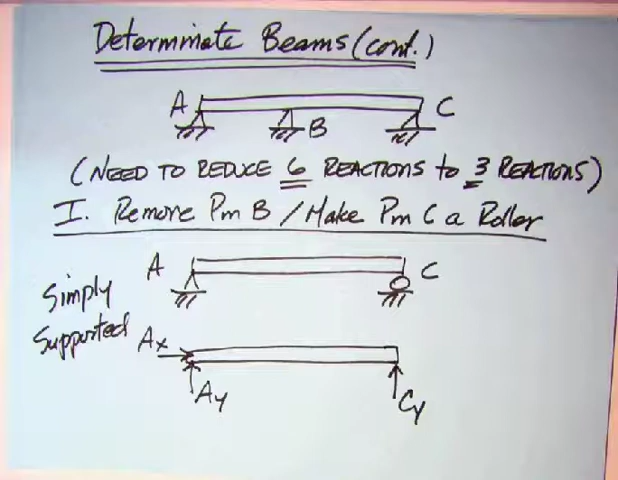 Determinate Beams (cont.)
A C
B
(NEED TO REDUCE 6 REACTIONS to 3 REACTIONS)
I. Remove Pin B / Make Pin C a Roller
A C
Simply
Supported
Ax
Ay Cy